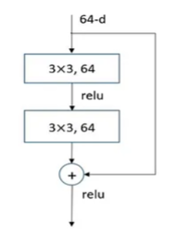 64-d
3×3, 64
relu
3×3, 64
+
relu